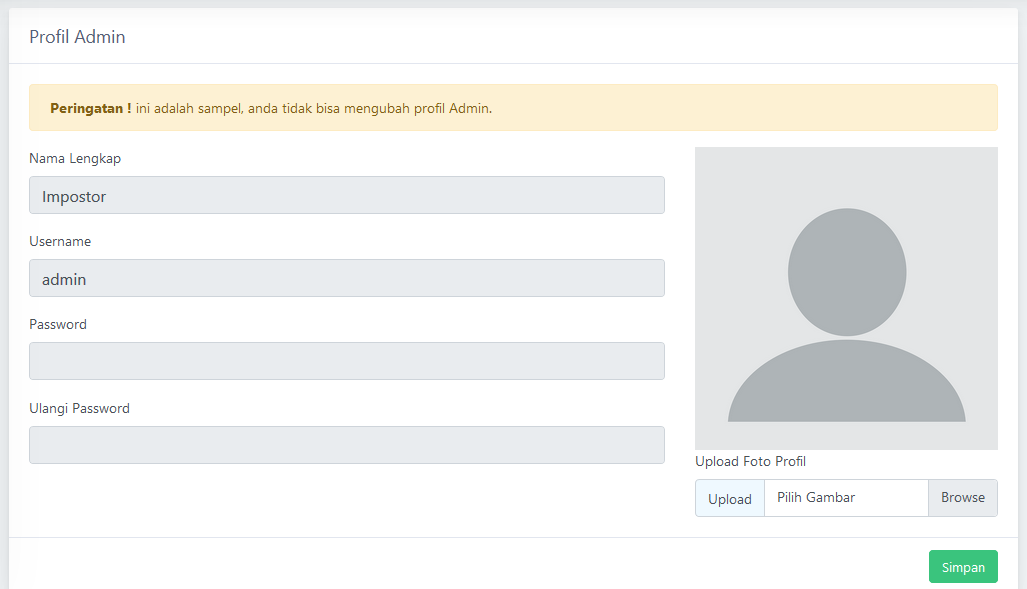 Profil Admin
Peringatan ! ini adalah sampel, anda tidak bisa mengubah profil Admin.
Nama Lengkap
Impostor
Username
admin
Password
Ulangi Password
Upload Foto Profil
Upload Pilih Gambar Browse
Simpan